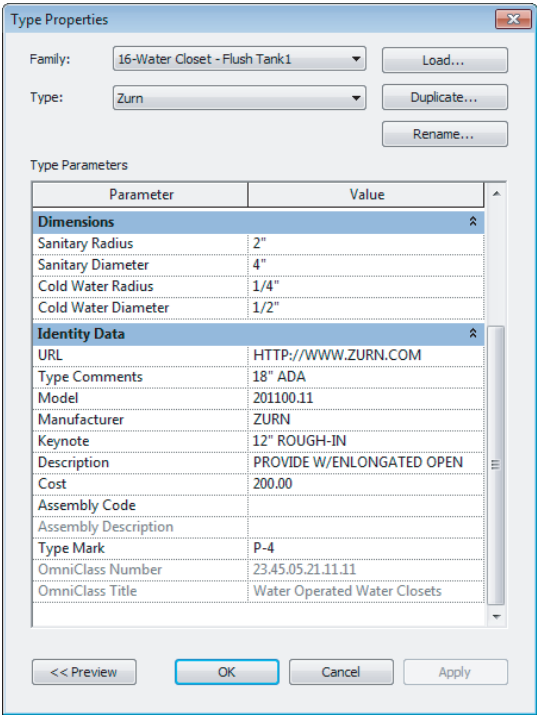 Type Properties
Family: 16-Water Closet - Flush Tank1 Load...
Type: Zurn Duplicate...
Rename...
Type Parameters
Parameter Value
Dimensions
Sanitary Radius 2"
Sanitary Diameter 4"
Cold Water Radius 1/4"
Cold Water Diameter 1/2"
Identity Data
URL HTTP://WWW.ZURN.COM
Type Comments 18" ADA
Model 201100.11
Manufacturer ZURN
Keynote 12" ROUGH-IN
Description PROVIDE W/ENLONGATED OPEN
Cost 200.00
Assembly Code
Assembly Description
Type Mark P-4
OmniClass Number 23.45.05.21.11.11
OmniClass Title Water Operated Water Closets
<< Preview OK Cancel Apply